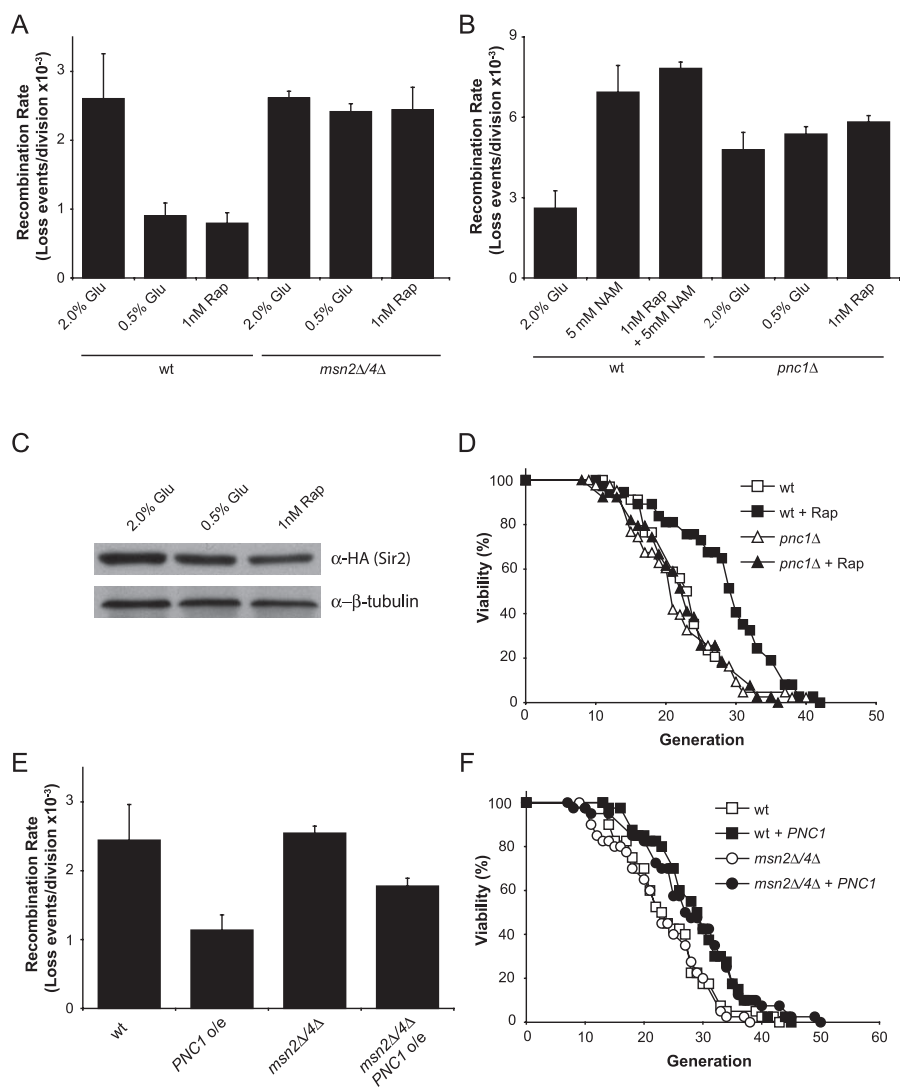 A
Recombination Rate
(Loss events/division x10⁻³)
3
2
1
0
2.0% Glu
0.5% Glu
1nM Rap
2.0% Glu
0.5% Glu
1nM Rap
wt
msn2Δ/4Δ
B
Recombination Rate
(Loss events/division x10⁻³)
9
6
3
0
2.0% Glu
5 mM NAM
1nM Rap
+ 5mM NAM
2.0% Glu
0.5% Glu
1nM Rap
wt
pnc1Δ
C
2.0% Glu
0.5% Glu
1nM Rap
α-HA (Sir2)
α–β-tubulin
D
Viability (%)
100
80
60
40
20
0
0 10 20 30 40 50
Generation
wt
wt + Rap
pnc1Δ
pnc1Δ + Rap
E
Recombination Rate
(Loss events/division x10⁻³)
3
2
1
0
wt
PNC1 o/e
msn2Δ/4Δ
msn2Δ/4Δ
PNC1 o/e
F
Viability (%)
100
80
60
40
20
0
0 10 20 30 40 50 60
Generation
wt
wt + PNC1
msn2Δ/4Δ
msn2Δ/4Δ + PNC1